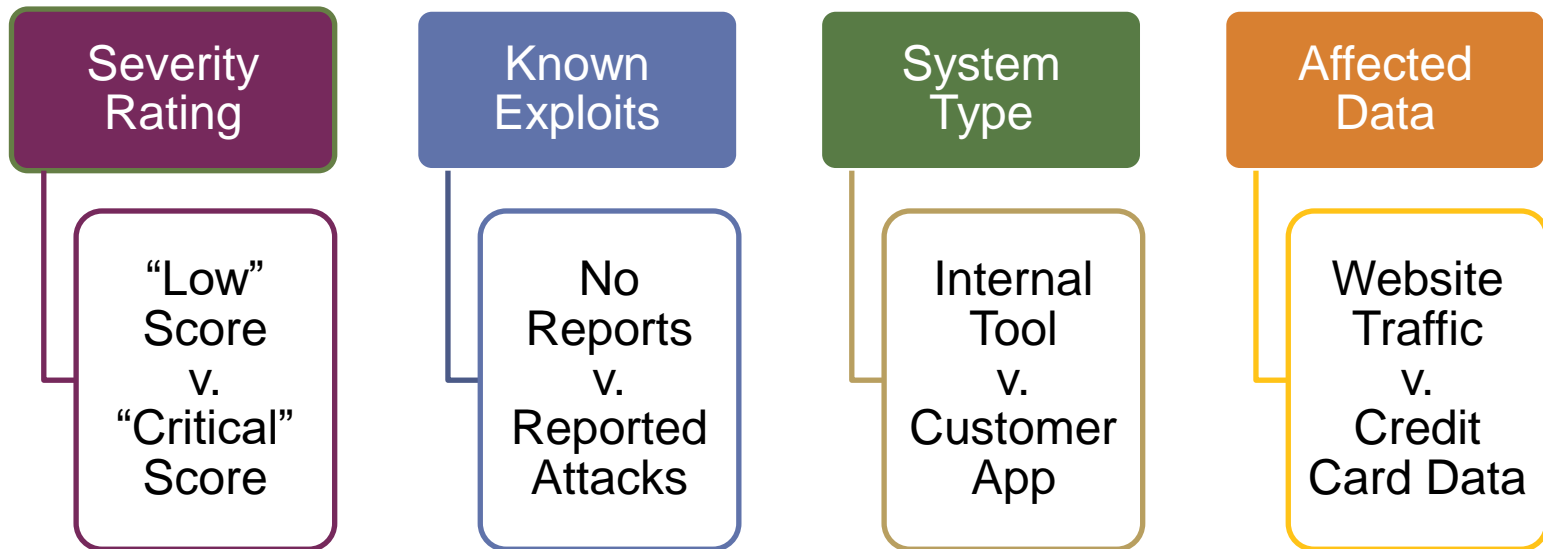 Severity
Rating
“Low”
Score
v.
“Critical”
Score
Known
Exploits
No
Reports
v.
Reported
Attacks
System
Type
Internal
Tool
v.
Customer
App
Affected
Data
Website
Traffic
v.
Credit
Card Data